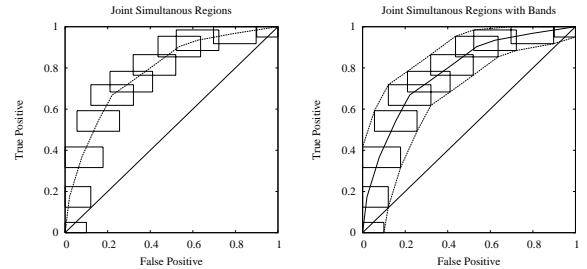 Joint Simultanous Regions
True Positive
1
0.8
0.6
0.4
0.2
0
0 0.2 0.4 0.6 0.8 1
False Positive
Joint Simultanous Regions with Bands
True Positive
1
0.8
0.6
0.4
0.2
0
0 0.2 0.4 0.6 0.8 1
False Positive